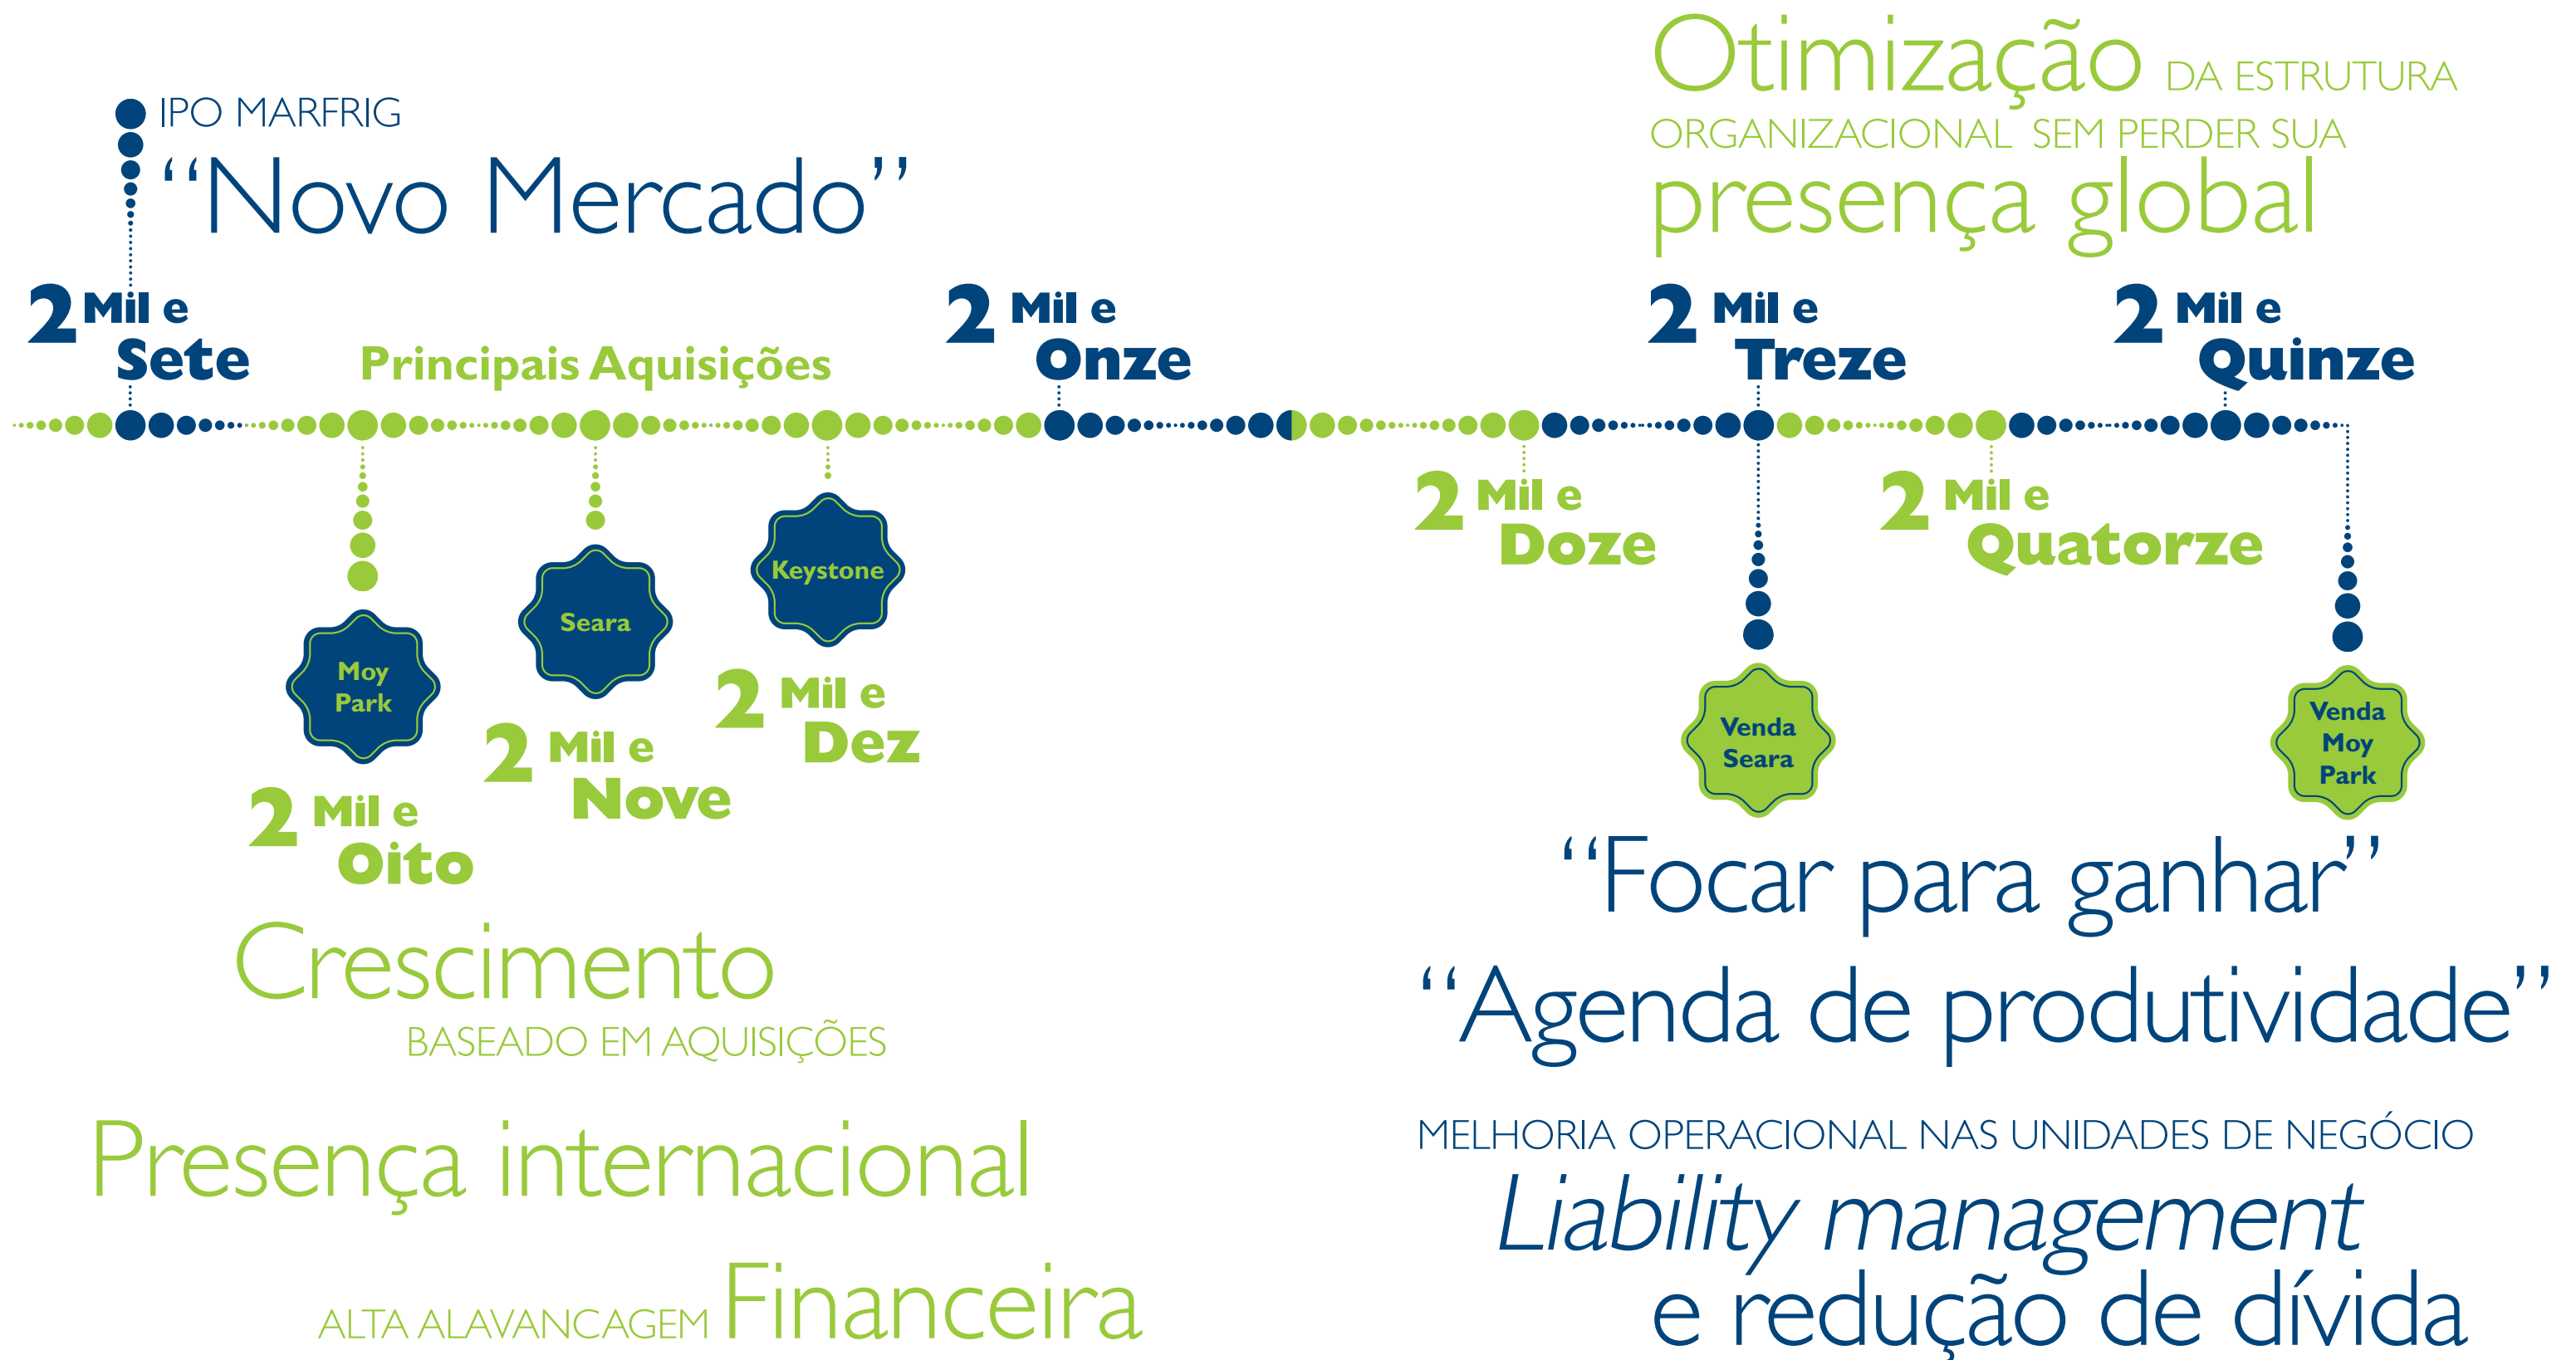 IPO MARFRIG
“Novo Mercado”
Otimização DA ESTRUTURA
ORGANIZACIONAL SEM PERDER SUA
presença global
2 Mil e
Sete
Principais Aquisições
2 Mil e
Onze
2 Mil e
Treze
2 Mil e
Quinze
Moy
Park
2 Mil e
Oito
Seara
2 Mil e
Nove
Keystone
2 Mil e
Dez
2 Mil e
Doze
2 Mil e
Quatorze
Venda
Seara
Venda
Moy
Park
Crescimento
BASEADO EM AQUISIÇÕES
Presença internacional
ALTA ALAVANCAGEM Financeira
“Focar para ganhar”
“Agenda de produtividade”
MELHORIA OPERACIONAL NAS UNIDADES DE NEGÓCIO
Liability management
e redução de dívida